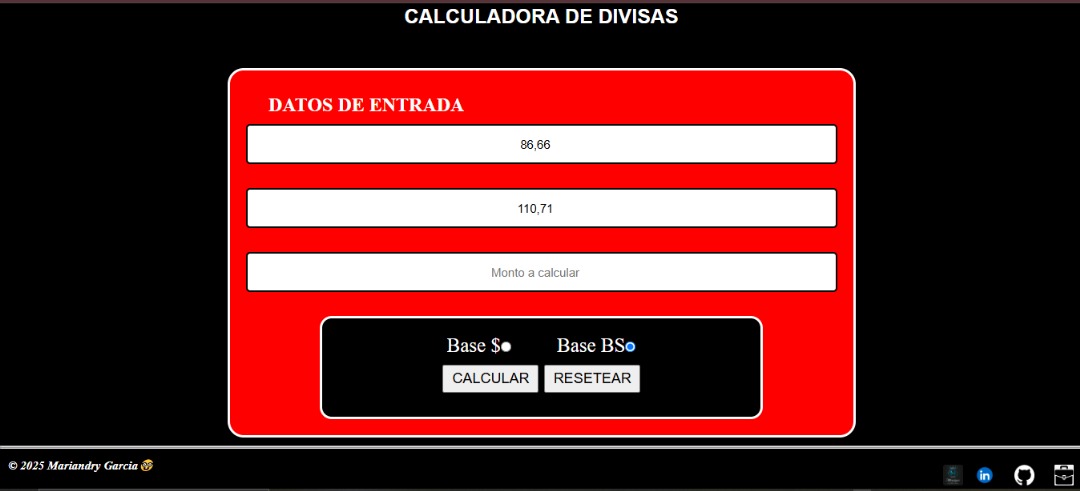 CALCULADORA DE DIVISAS
DATOS DE ENTRADA
86,66
110,71
Monto a calcular
Base $ Base BS
CALCULAR RESETEAR
© 2025 Mariandry Garcia
in